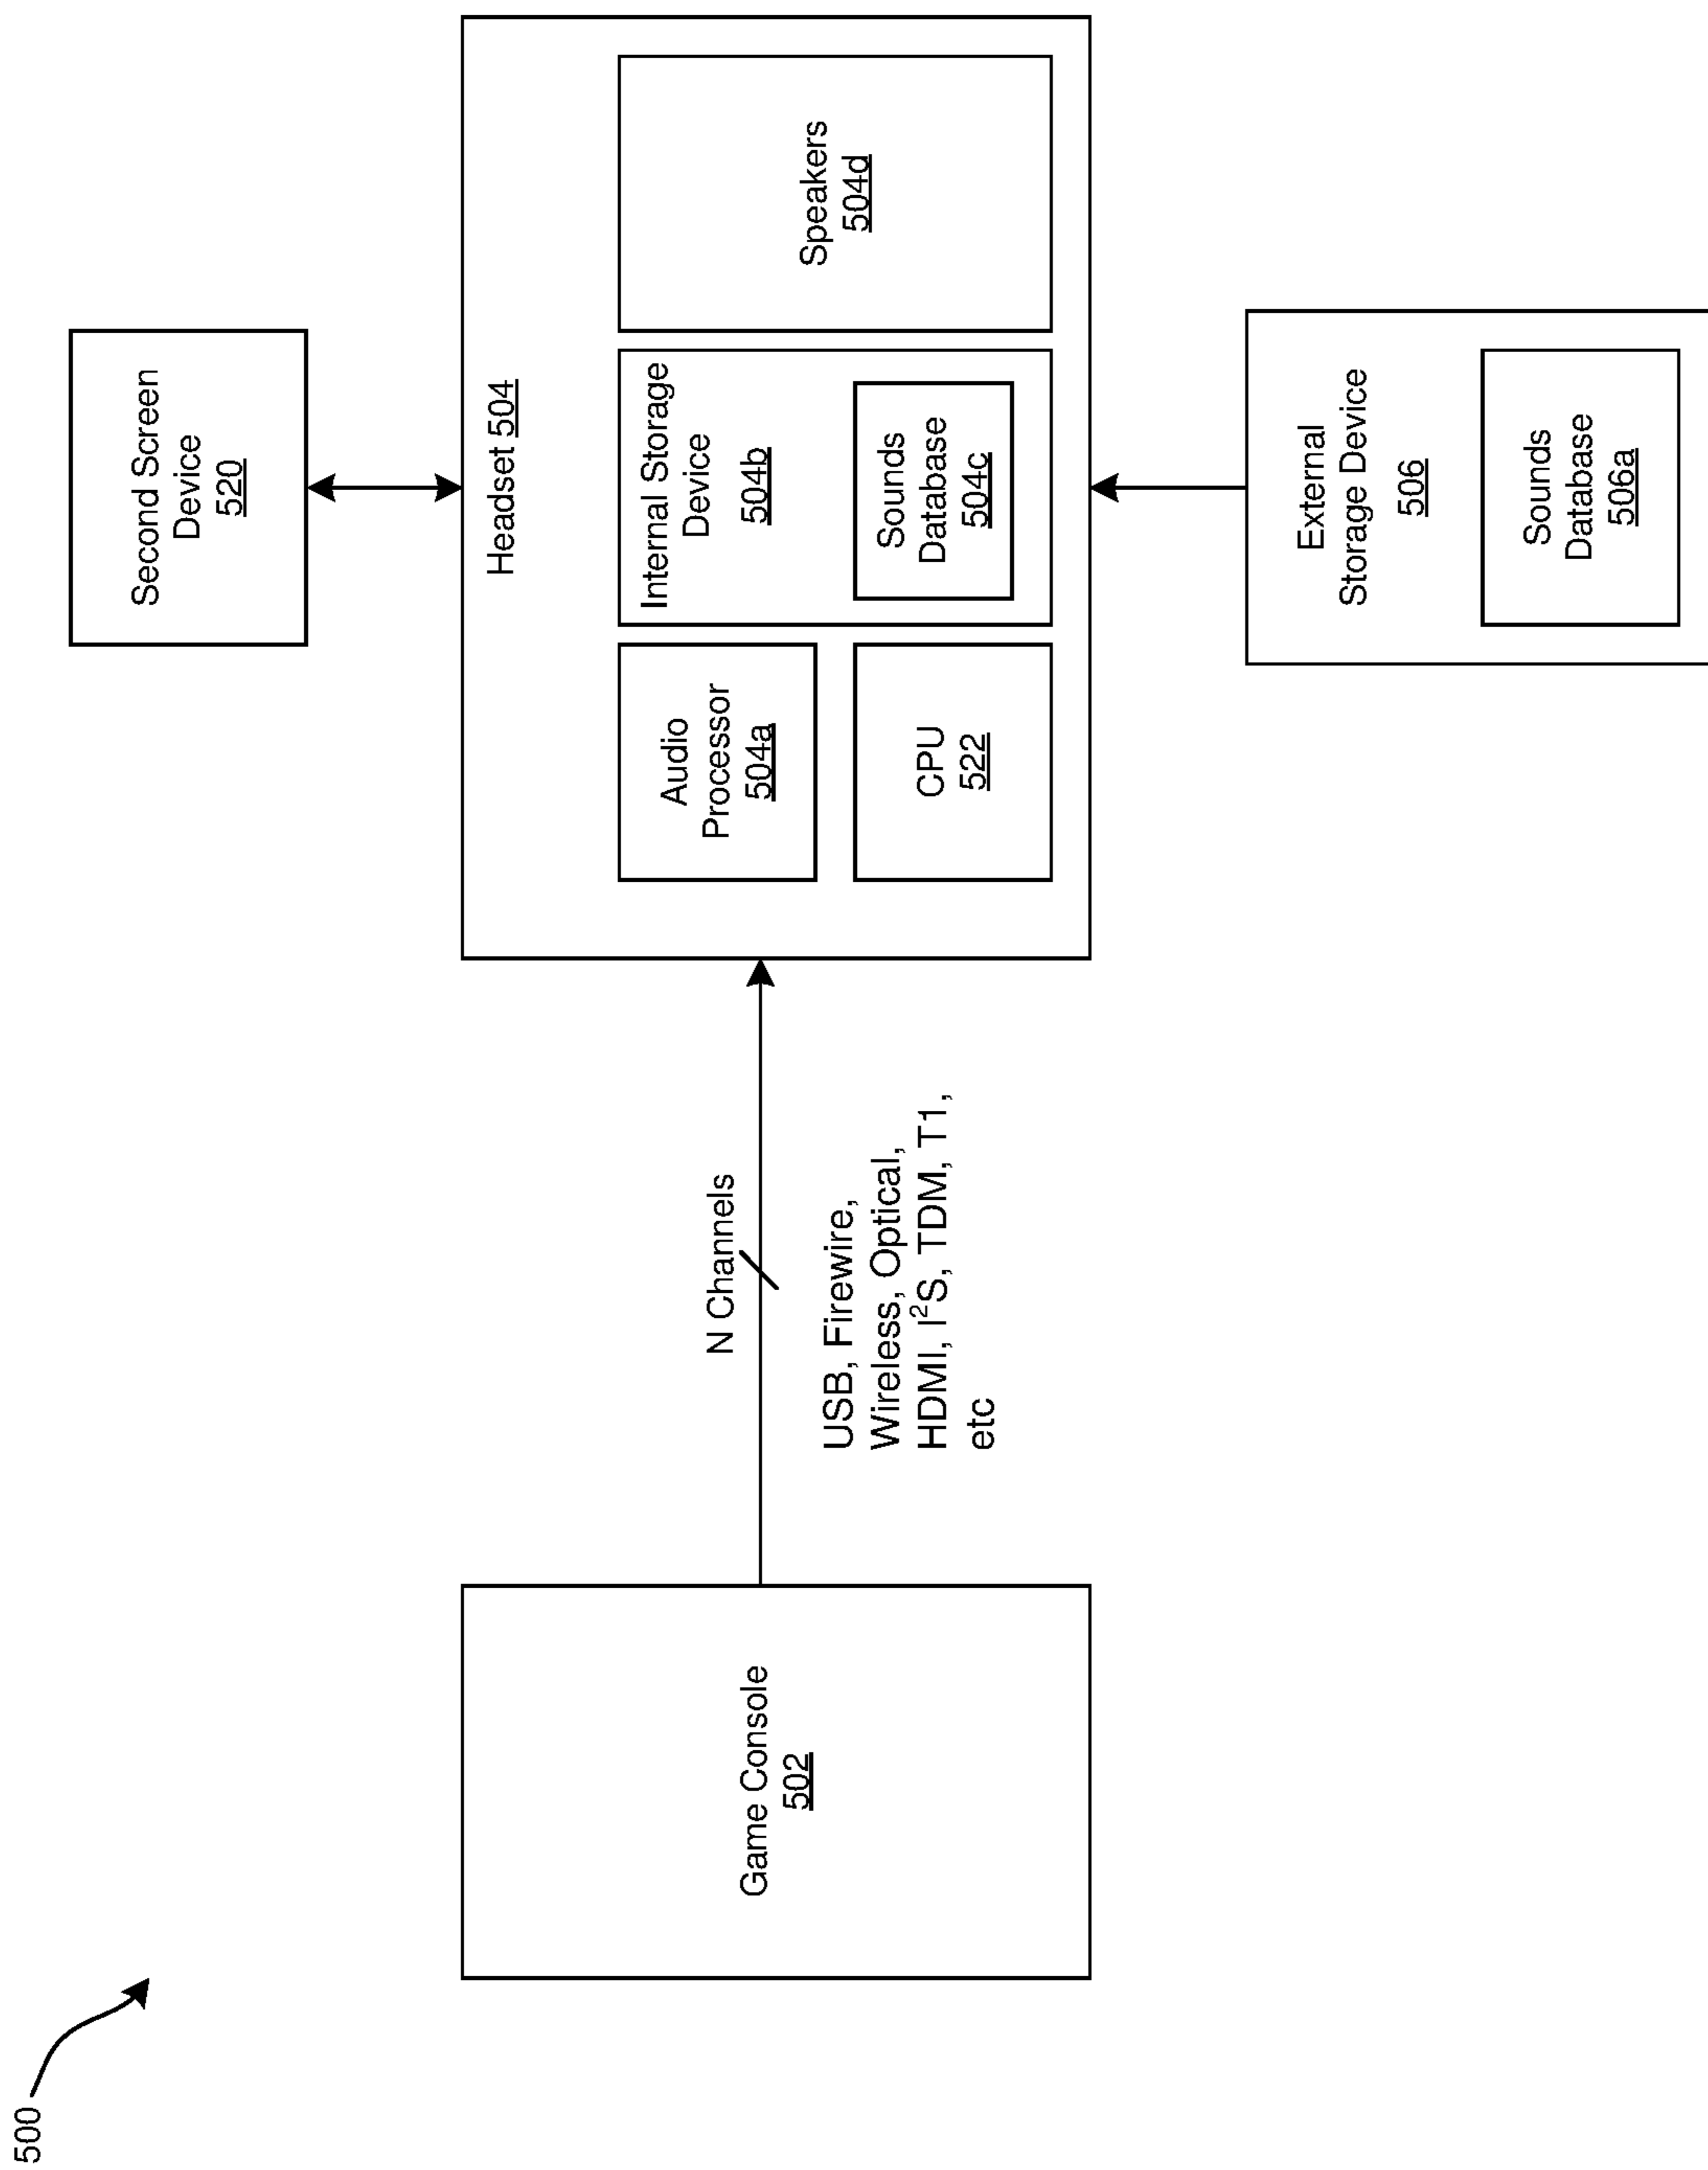 500
Game Console
502
N Channels
USB, Firewire,
Wireless, Optical,
HDMI, I²S, TDM, T1,
etc
Second Screen
Device
520
Headset 504
Audio
Processor
504a
CPU
522
Internal Storage
Device
504b
Sounds
Database
504c
Speakers
504d
External
Storage Device
506
Sounds
Database
506a